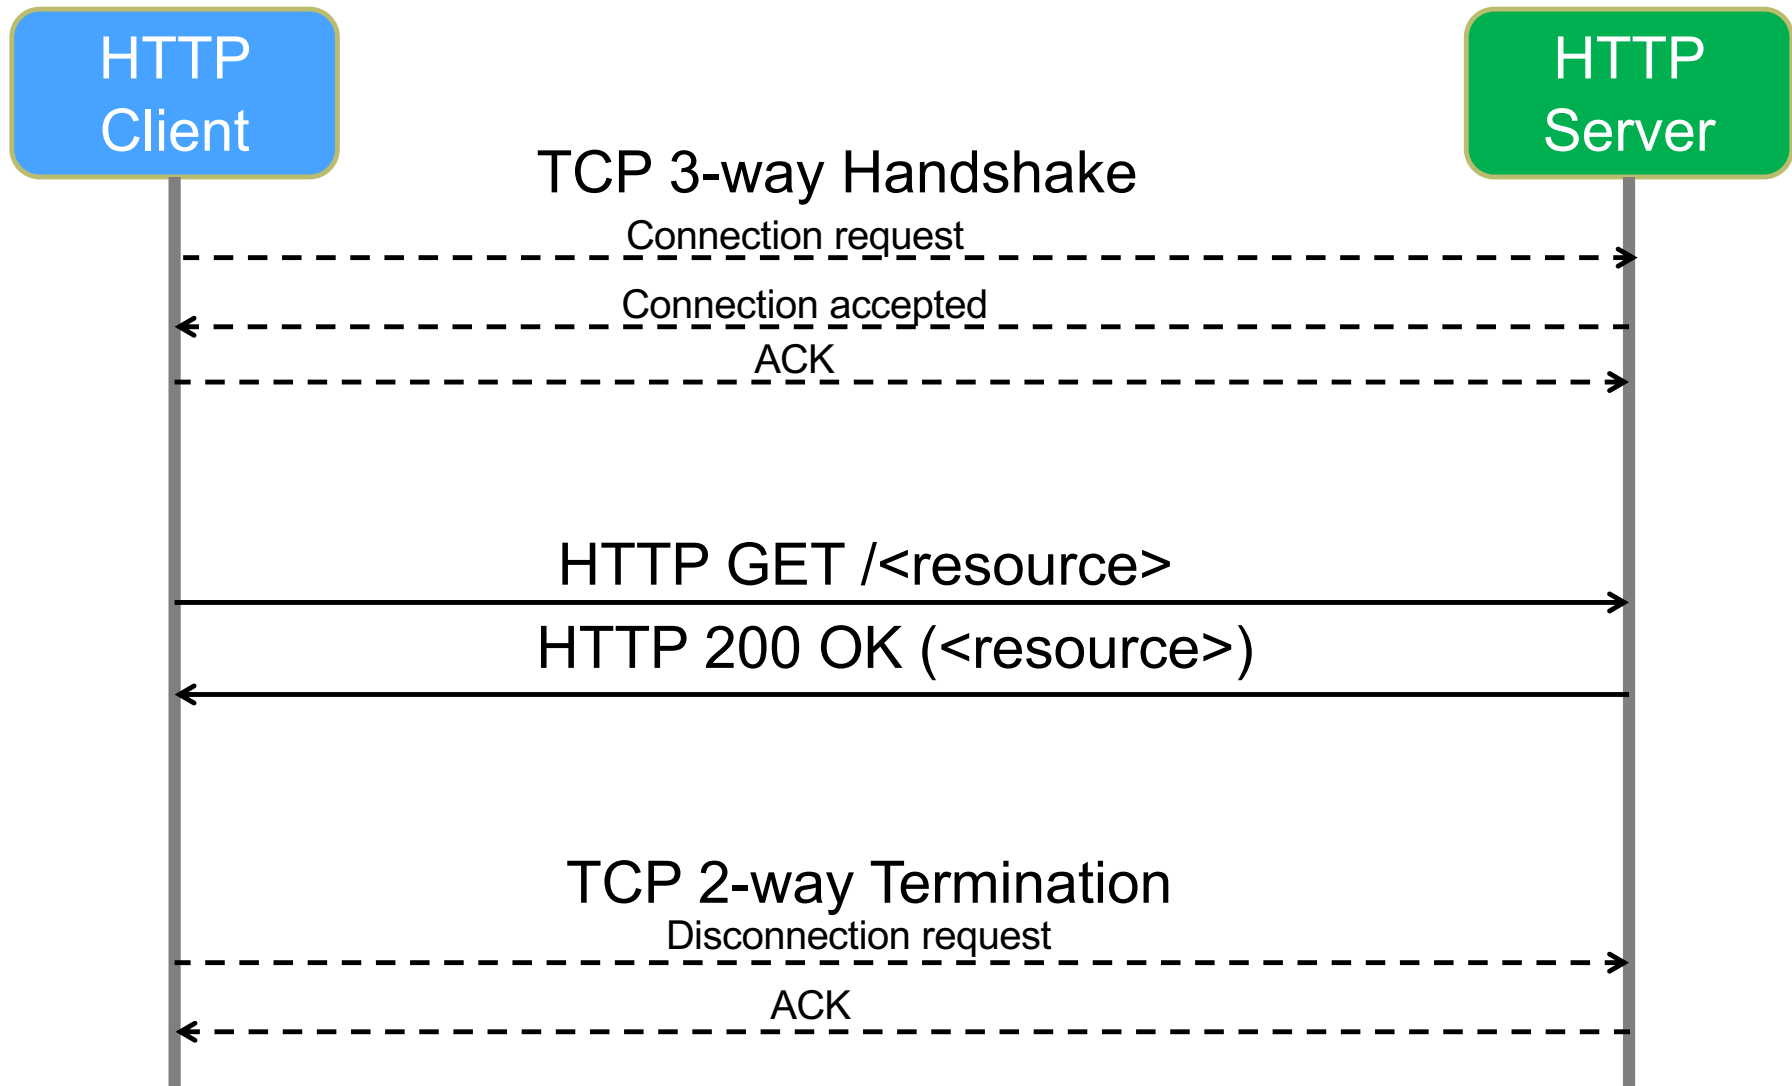 HTTP
Client
HTTP
Server
TCP 3-way Handshake
Connection request
Connection accepted
ACK
HTTP GET /<resource>
HTTP 200 OK (<resource>)
TCP 2-way Termination
Disconnection request
ACK